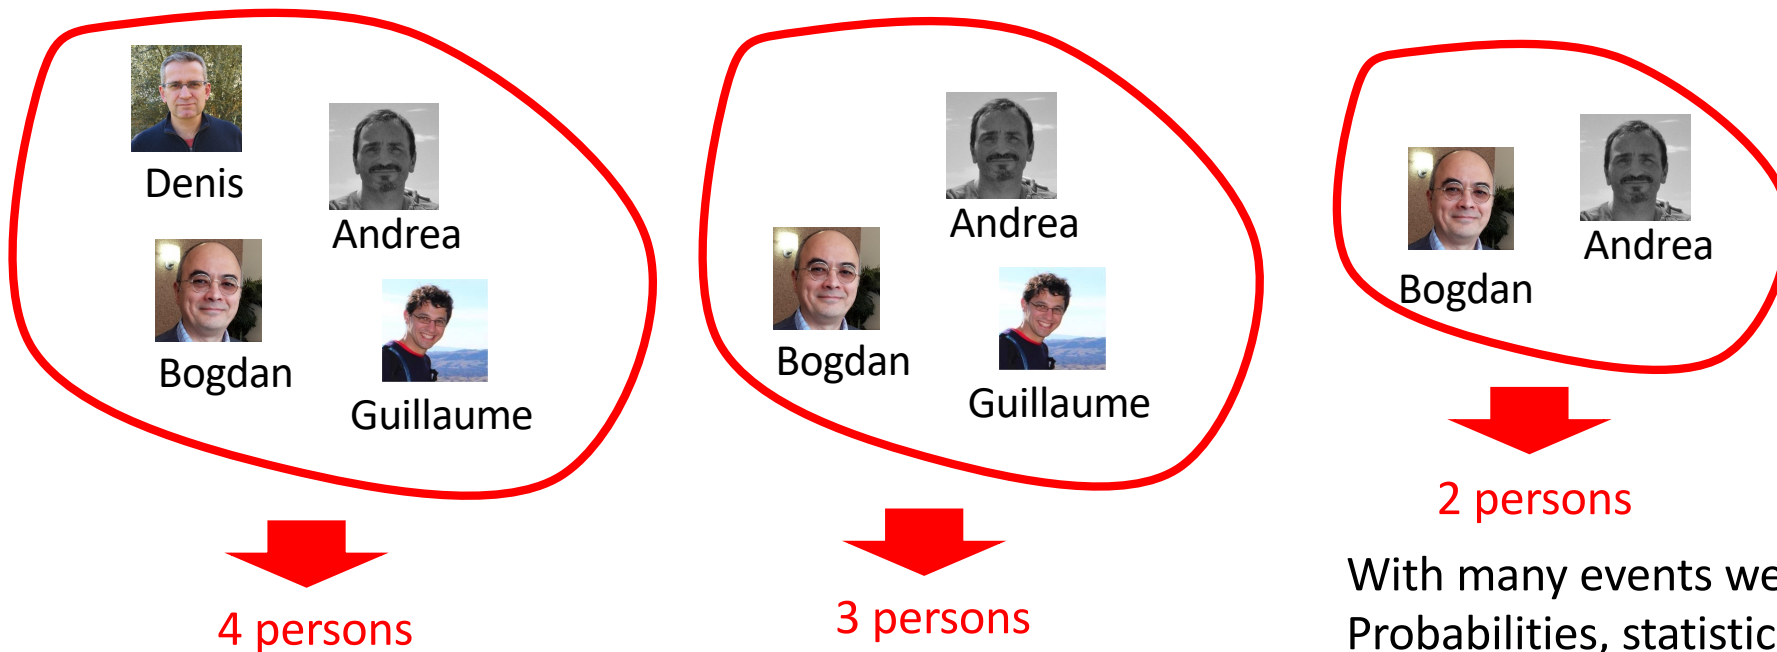 Denis
Andrea
Bogdan
Guillaume
4 persons
Andrea
Bogdan
Guillaume
3 persons
Andrea
Bogdan
2 persons
With many events we
Probabilities, statistic